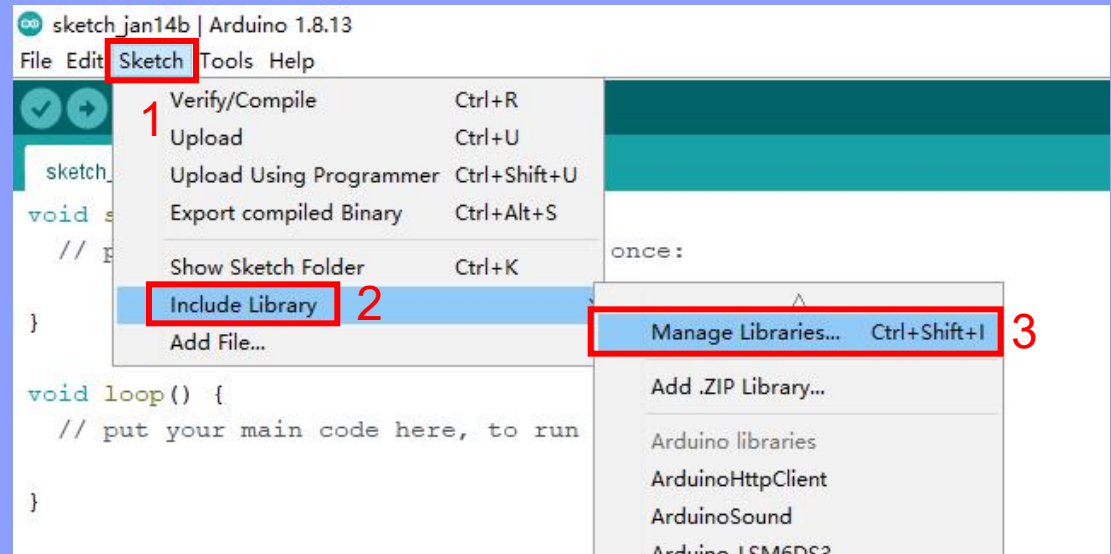 sketch_jan14b | Arduino 1.8.13
File Edit Sketch Tools Help
1
Verify/Compile Ctrl+R
Upload Ctrl+U
sketch_
Upload Using Programmer Ctrl+Shift+U
void s
Export compiled Binary Ctrl+Alt+S
// p
once:
Show Sketch Folder Ctrl+K
Include Library 2
}
Add File...
Manage Libraries... Ctrl+Shift+I 3
void loop() {
Add .ZIP Library...
// put your main code here, to run
Arduino libraries
ArduinoHttpClient
}
ArduinoSound
Arduino_LSM6DS3